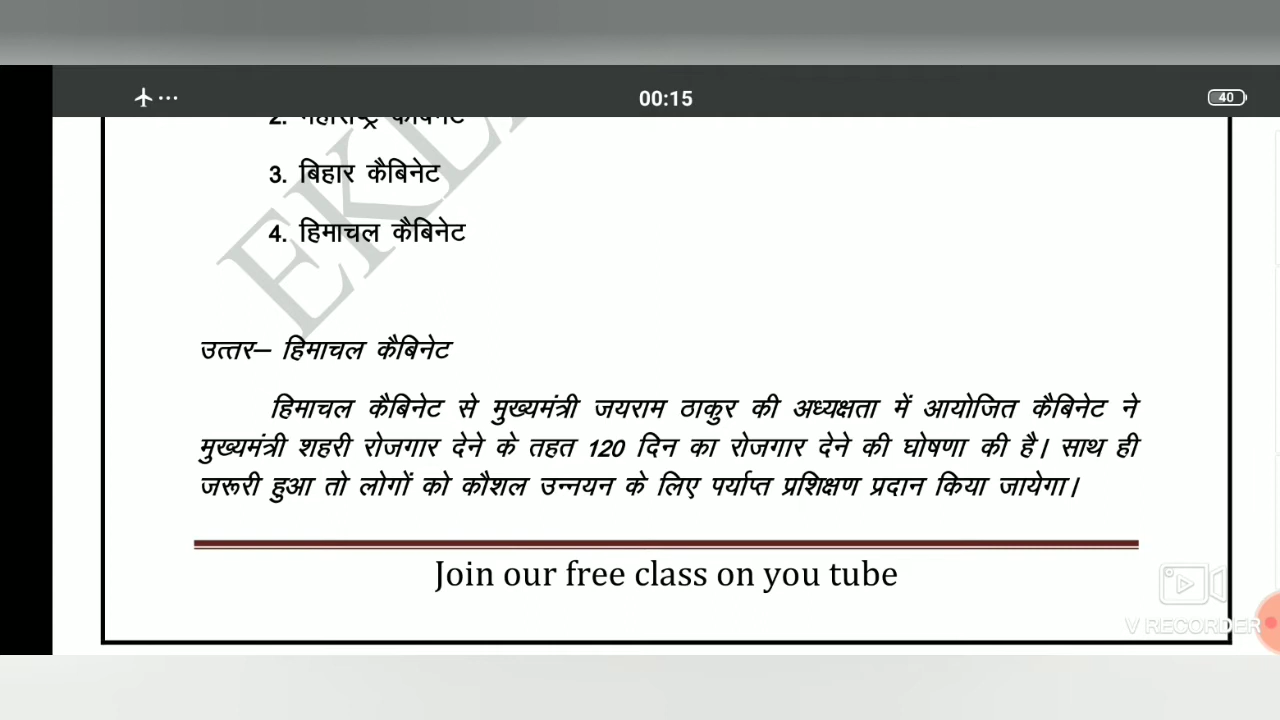 00:15
40
2. महाराष्ट्र कैबिनेट
3. बिहार कैबिनेट
4. हिमाचल कैबिनेट
उत्तर– हिमाचल कैबिनेट
हिमाचल कैबिनेट से मुख्यमंत्री जयराम ठाकुर की अध्यक्षता में आयोजित कैबिनेट ने
मुख्यमंत्री शहरी रोजगार देने के तहत 120 दिन का रोजगार देने की घोषणा की है। साथ ही
जरूरी हुआ तो लोगों को कौशल उन्नयन के लिए पर्याप्त प्रशिक्षण प्रदान किया जायेगा।
Join our free class on you tube
V RECORDER